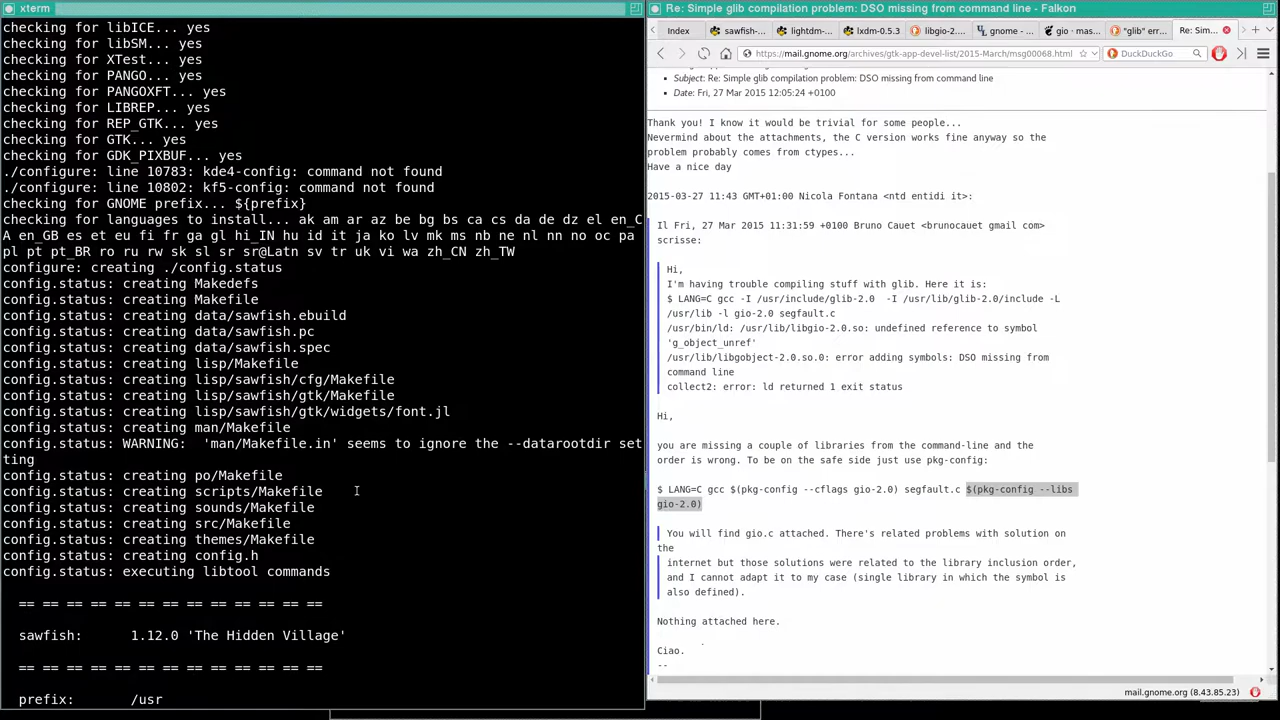 xterm
checking for libICE... yes
checking for libSM... yes
checking for XTest... yes
checking for PANGO... yes
checking for PANGOXFT... yes
checking for LIBREP... yes
checking for REP_GTK... yes
checking for GTK... yes
checking for GDK_PIXBUF... yes
./configure: line 10783: kde4-config: command not found
./configure: line 10802: kf5-config: command not found
checking for GNOME prefix... ${prefix}
checking for languages to install... ak am ar az be bg bs ca cs da de dz el en_C
A en_GB es et eu fi fr ga gl hi_IN hu id it ja ko lv mk ms nb ne nl nn no oc pa
pl pt pt_BR ro ru rw sk sl sr sr@Latn sv tr uk vi wa zh_CN zh_TW
configure: creating ./config.status
config.status: creating Makedefs
config.status: creating Makefile
config.status: creating data/sawfish.ebuild
config.status: creating data/sawfish.pc
config.status: creating data/sawfish.spec
config.status: creating lisp/Makefile
config.status: creating lisp/sawfish/cfg/Makefile
config.status: creating lisp/sawfish/gtk/Makefile
config.status: creating lisp/sawfish/gtk/widgets/font.jl
config.status: creating man/Makefile
config.status: WARNING:  'man/Makefile.in' seems to ignore the --datarootdir set
ting
config.status: creating po/Makefile
config.status: creating scripts/Makefile
config.status: creating sounds/Makefile
config.status: creating src/Makefile
config.status: creating themes/Makefile
config.status: creating config.h
config.status: executing libtool commands
== == == == == == == == == == == == ==
sawfish:      1.12.0 'The Hidden Village'
== == == == == == == == == == == == ==
prefix:       /usr
Re: Simple glib compilation problem: DSO missing from command line - Falkon
Index
sawfish-...
lightdm-...
lxdm-0.5.3
libgio-2....
gnome - ...
gio · mas...
"glib" err...
Re: Sim...
https://mail.gnome.org/archives/gtk-app-devel-list/2015-March/msg00068.html
DuckDuckGo
• Subject: Re: Simple glib compilation problem: DSO missing from command line
• Date: Fri, 27 Mar 2015 12:05:24 +0100
Thank you! I know it would be trivial for some people...
Nevermind about the attachments, the C version works fine anyway so the
problem probably comes from ctypes...
Have a nice day
2015-03-27 11:43 GMT+01:00 Nicola Fontana <ntd entidi it>:
Il Fri, 27 Mar 2015 11:31:59 +0100 Bruno Cauet <brunocauet gmail com>
scrisse:
Hi,
I'm having trouble compiling stuff with glib. Here it is:
$ LANG=C gcc -I /usr/include/glib-2.0  -I /usr/lib/glib-2.0/include -L
/usr/lib -l gio-2.0 segfault.c
/usr/bin/ld: /usr/lib/libgio-2.0.so: undefined reference to symbol
'g_object_unref'
/usr/lib/libgobject-2.0.so.0: error adding symbols: DSO missing from
command line
collect2: error: ld returned 1 exit status
Hi,
you are missing a couple of libraries from the command-line and the
order is wrong. To be on the safe side just use pkg-config:
$ LANG=C gcc $(pkg-config --cflags gio-2.0) segfault.c $(pkg-config --libs
gio-2.0)
You will find gio.c attached. There's related problems with solution on
the
internet but those solutions were related to the library inclusion order,
and I cannot adapt it to my case (single library in which the symbol is
also defined).
Nothing attached here.
Ciao.
--
mail.gnome.org (8.43.85.23)